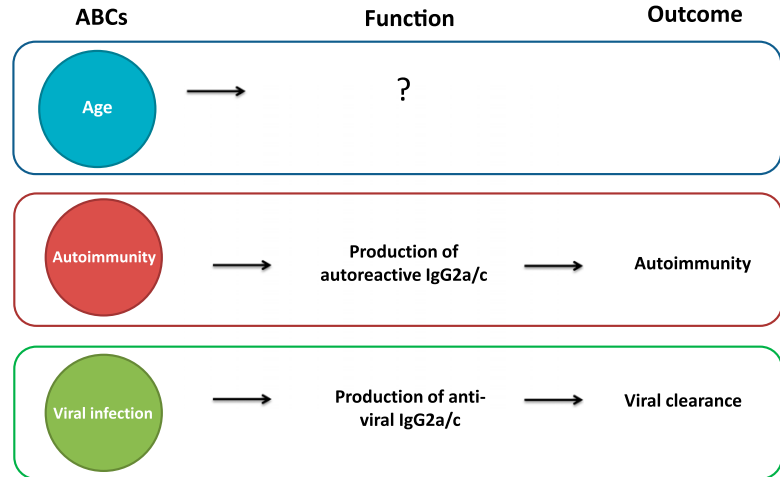 ABCs Function Outcome
Age
?
Autoimmunity
Production of
autoreactive IgG2a/c
Autoimmunity
Viral infection
Production of anti-
viral IgG2a/c
Viral clearance